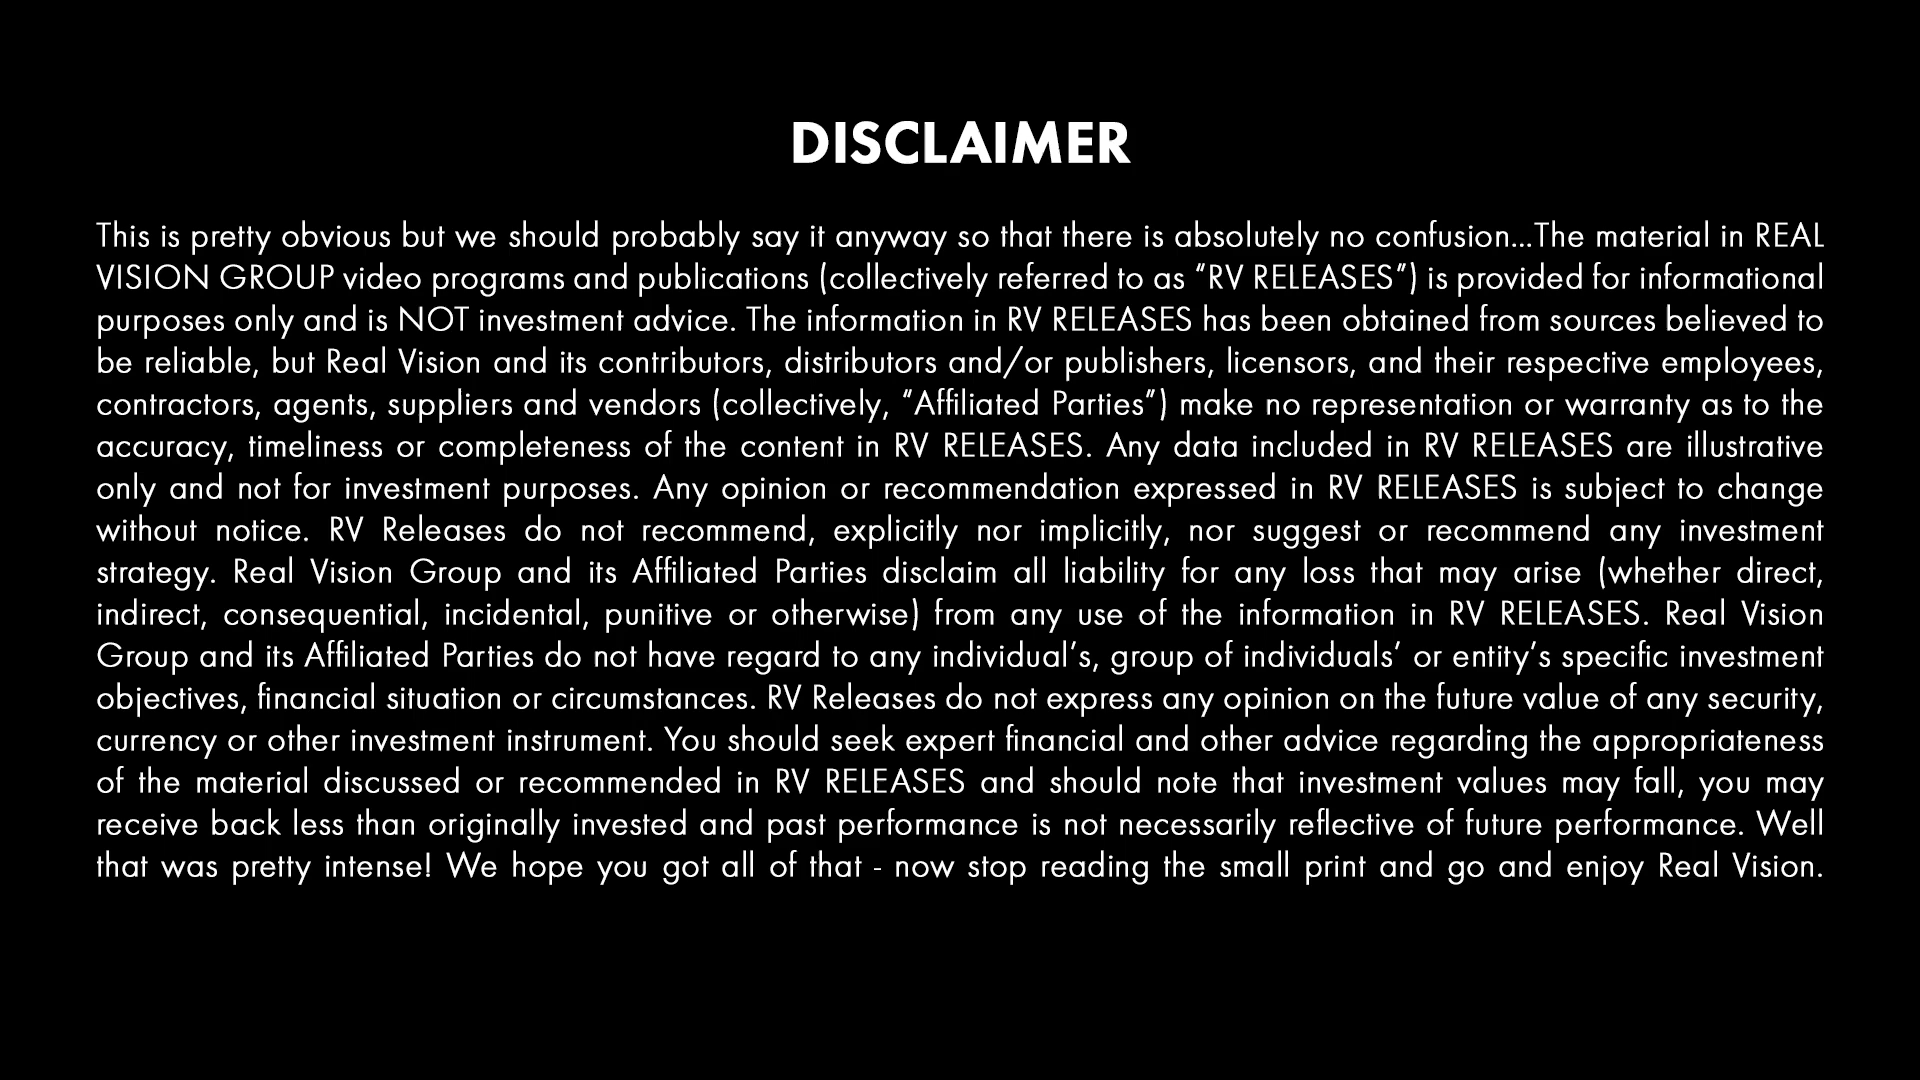 DISCLAIMER
This is pretty obvious but we should probably say it anyway so that there is absolutely no confusion...The material in REAL
VISION GROUP video programs and publications (collectively referred to as “RV RELEASES”) is provided for informational
purposes only and is NOT investment advice. The information in RV RELEASES has been obtained from sources believed to
be reliable, but Real Vision and its contributors, distributors and/or publishers, licensors, and their respective employees,
contractors, agents, suppliers and vendors (collectively, “Affiliated Parties”) make no representation or warranty as to the
accuracy, timeliness or completeness of the content in RV RELEASES. Any data included in RV RELEASES are illustrative
only and not for investment purposes. Any opinion or recommendation expressed in RV RELEASES is subject to change
without notice. RV Releases do not recommend, explicitly nor implicitly, nor suggest or recommend any investment
strategy. Real Vision Group and its Affiliated Parties disclaim all liability for any loss that may arise (whether direct,
indirect, consequential, incidental, punitive or otherwise) from any use of the information in RV RELEASES. Real Vision
Group and its Affiliated Parties do not have regard to any individual’s, group of individuals’ or entity’s specific investment
objectives, financial situation or circumstances. RV Releases do not express any opinion on the future value of any security,
currency or other investment instrument. You should seek expert financial and other advice regarding the appropriateness
of the material discussed or recommended in RV RELEASES and should note that investment values may fall, you may
receive back less than originally invested and past performance is not necessarily reflective of future performance. Well
that was pretty intense! We hope you got all of that - now stop reading the small print and go and enjoy Real Vision.